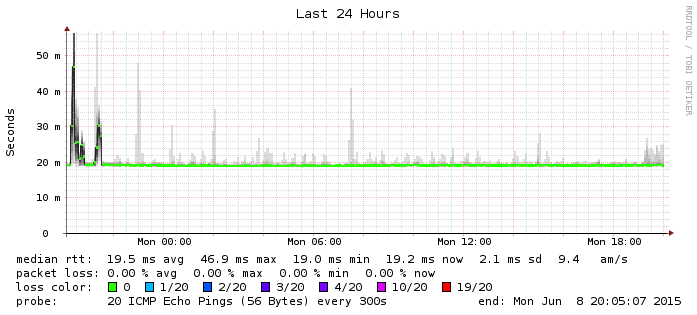 Last 24 Hours
RRDTOOL / TOBI OETIKER
Seconds
50 m
40 m
30 m
20 m
10 m
0
Mon 00:00 Mon 06:00 Mon 12:00 Mon 18:00
median rtt: 19.5 ms avg 46.9 ms max 19.0 ms min 19.2 ms now 2.1 ms sd 9.4 am/s
packet loss: 0.00 % avg 0.00 % max 0.00 % min 0.00 % now
loss color: 0 1/20 2/20 3/20 4/20 10/20 19/20
probe: 20 ICMP Echo Pings (56 Bytes) every 300s end: Mon Jun 8 20:05:07 2015